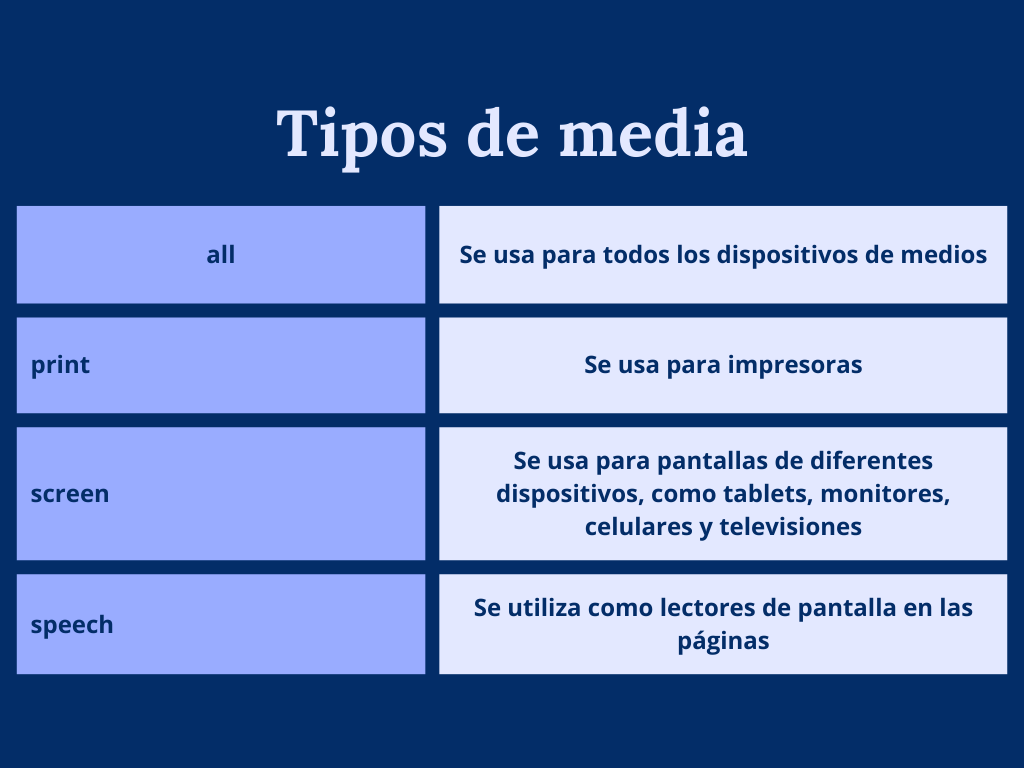 Tipos de media
all
Se usa para todos los dispositivos de medios
print
Se usa para impresoras
screen
Se usa para pantallas de diferentes
dispositivos, como tablets, monitores,
celulares y televisiones
speech
Se utiliza como lectores de pantalla en las
páginas